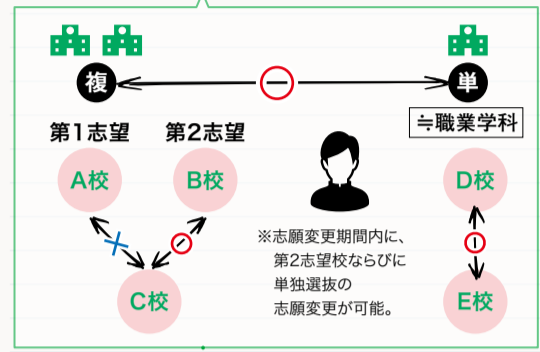 複
単
第1志望 第2志望
≒職業学科
A校 B校
D校
※志願変更期間内に、
第2志望校ならびに
単独選抜の
志願変更が可能。
C校
E校